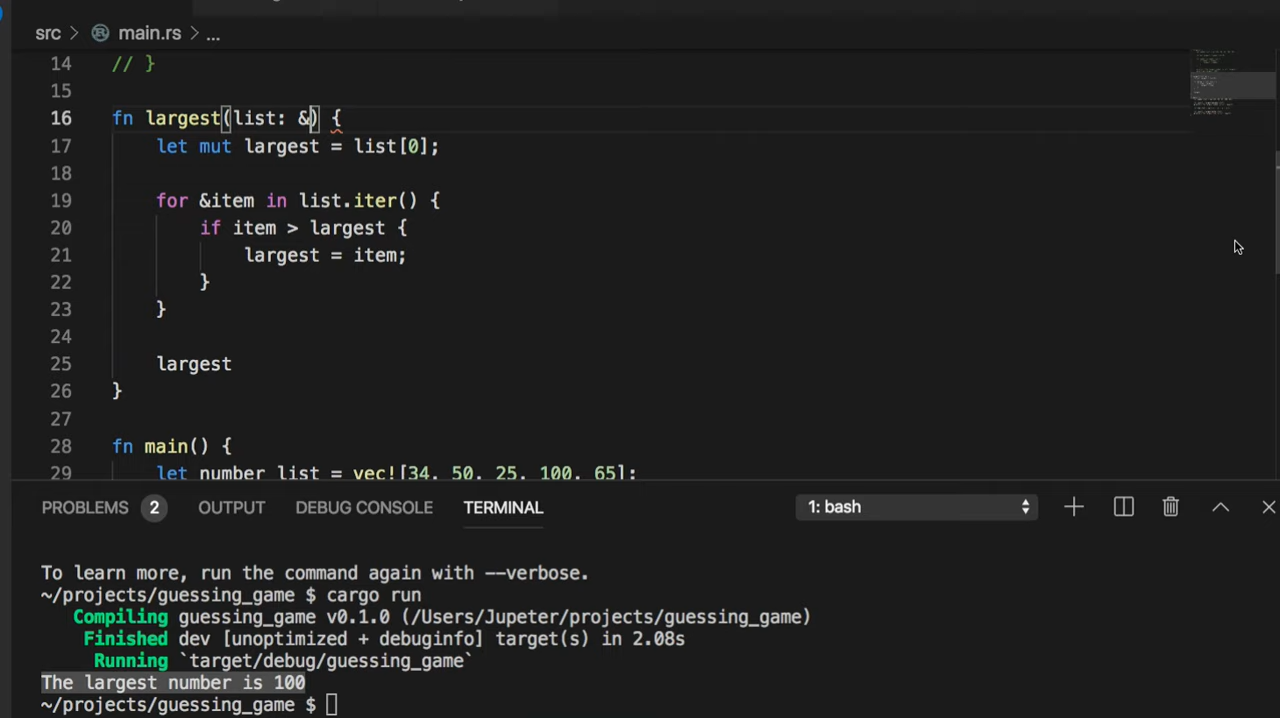 src > main.rs > ...
14 // }
15
16 fn largest(list: &) {
17 let mut largest = list[0];
18
19 for &item in list.iter() {
20 if item > largest {
21 largest = item;
22 }
23 }
24
25 largest
26 }
27
28 fn main() {
29 let number_list = vec![34, 50, 25, 100, 65];
PROBLEMS 2 OUTPUT DEBUG CONSOLE TERMINAL 1: bash
To learn more, run the command again with --verbose.
~/projects/guessing_game $ cargo run
Compiling guessing_game v0.1.0 (/Users/Jupeter/projects/guessing_game)
Finished dev [unoptimized + debuginfo] target(s) in 2.08s
Running `target/debug/guessing_game`
The largest number is 100
~/projects/guessing_game $